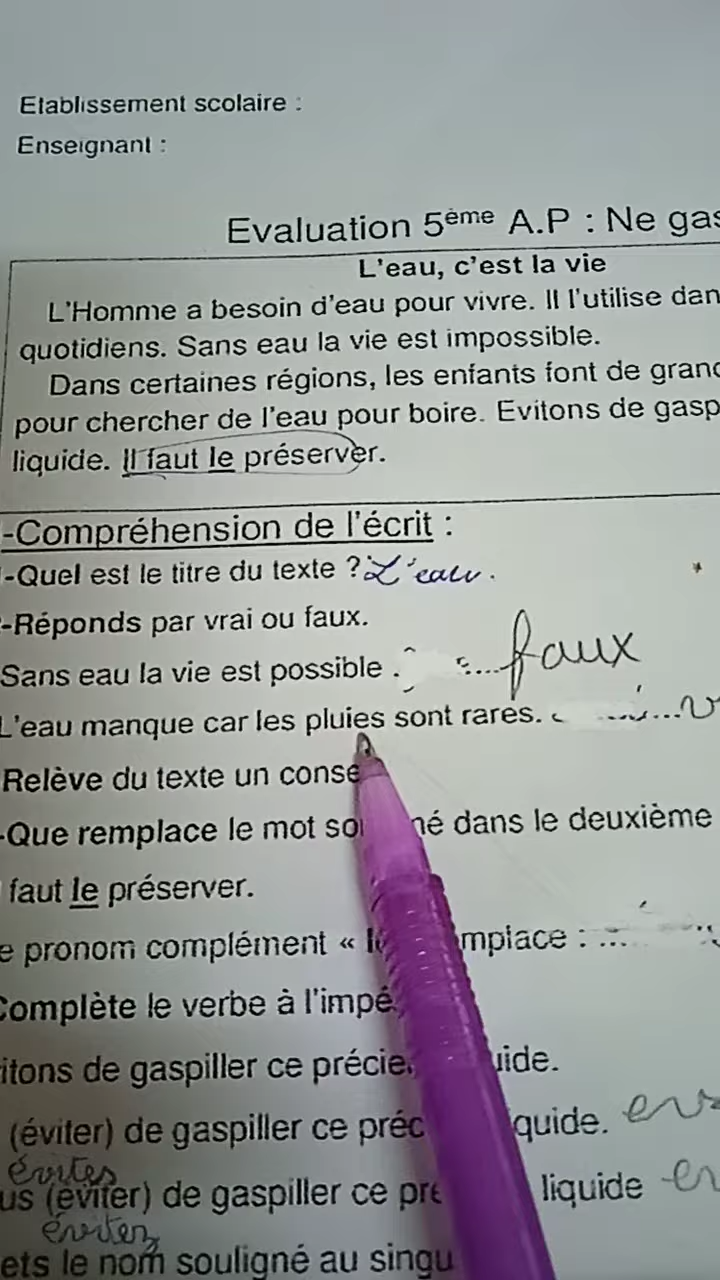 Etablissement scolaire :
Enseignant :
Evaluation 5ème A.P : Ne gas
L'eau, c'est la vie
L'Homme a besoin d'eau pour vivre. Il l'utilise dan
quotidiens. Sans eau la vie est impossible.
Dans certaines régions, les enfants font de grand
pour chercher de l'eau pour boire. Evitons de gasp
liquide. Il faut le préserver.
-Compréhension de l'écrit :
-Quel est le titre du texte ? L'eau.
-Réponds par vrai ou faux.
Sans eau la vie est possible . .... faux
L'eau manque car les pluies sont rares. ... v
Relève du texte un conse
-Que remplace le mot so né dans le deuxième
faut le préserver.
e pronom complément « l mplace : ...
Complète le verbe à l'impé
itons de gaspiller ce précie uide.
(éviter) de gaspiller ce préc quide.
évites
us (éviter) de gaspiller ce pré liquide
évitez
ets le nom souligné au singu